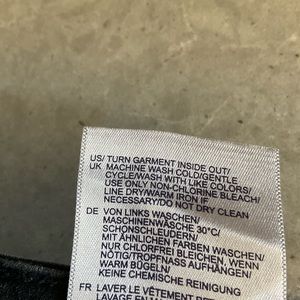 US/ TURN GARMENT INSIDE OUT/
UK MACHINE WASH COLD/GENTLE
CYCLE/WASH WITH LIKE COLORS/
USE ONLY NON-CHLORINE BLEACH/
LINE DRY/WARM IRON IF
NECESSARY/DO NOT DRY CLEAN
DE VON LINKS WASCHEN/
MASCHINENWÄSCHE 30°C/
SCHONSCHLEUDERN/
MIT ÄHNLICHEN FARBEN WASCHEN/
NUR CHLORFREI BLEICHEN, WENN
NÖTIG/TROPFNASS AUFHÄNGEN/
WARM BÜGELN/
KEINE CHEMISCHE REINIGUNG
FR LAVER LE VÊTEMENT
LAVAGE EN